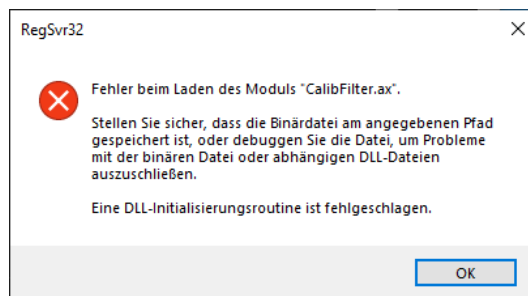 RegSvr32
Fehler beim Laden des Moduls "CalibFilter.ax".
Stellen Sie sicher, dass die Binärdatei am angegebenen Pfad
gespeichert ist, oder debuggen Sie die Datei, um Probleme
mit der binären Datei oder abhängigen DLL-Dateien
auszuschließen.
Eine DLL-Initialisierungsroutine ist fehlgeschlagen.
OK